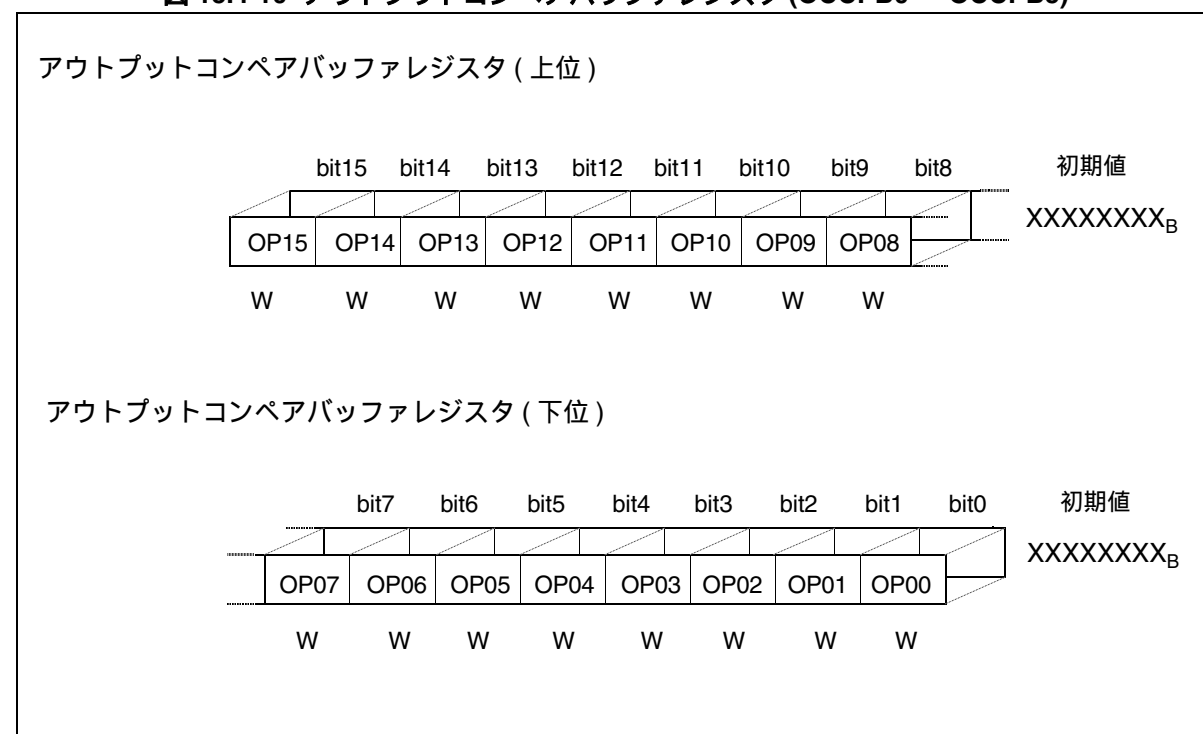 アウトプットコンペアバッファレジスタ ( 上位 )
bit15 bit14 bit13 bit12 bit11 bit10 bit9 bit8 初期値
OP15 OP14 OP13 OP12 OP11 OP10 OP09 OP08 XXXXXXXXB
W W W W W W W W
アウトプットコンペアバッファレジスタ ( 下位 )
bit7 bit6 bit5 bit4 bit3 bit2 bit1 bit0 初期値
OP07 OP06 OP05 OP04 OP03 OP02 OP01 OP00 XXXXXXXXB
W W W W W W W W